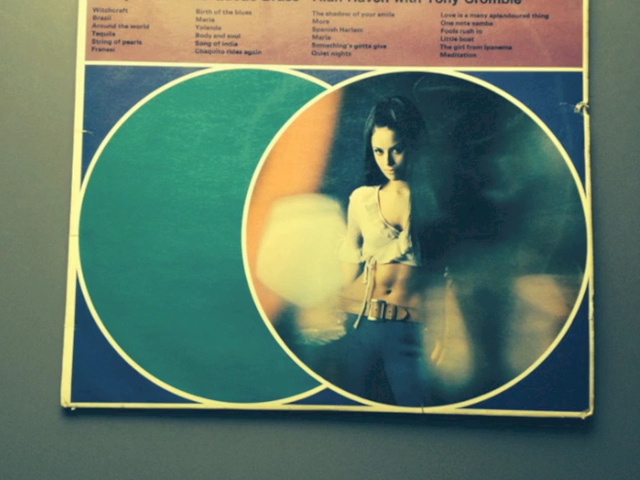 Brass Alan Haven with Tony Crombie
Witchcraft
Brasil
Around the world
Tequila
String of pearls
Frenesi
Birth of the blues
Maria
Yolanda
Body and soul
Song of India
Chaquito rides again
The shadow of your smile
More
Spanish Harlem
Maria
Something's gotta give
Quiet nights
Love is a many splendoured thing
One note samba
Fools rush in
Little boat
The girl from Ipanema
Meditation